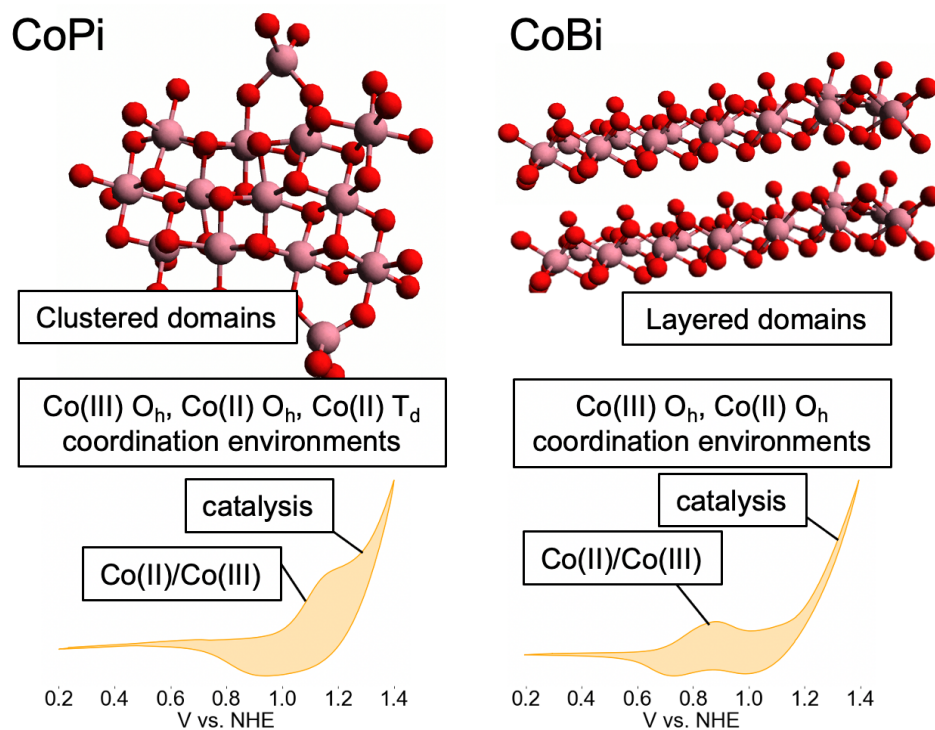 CoPi
CoBi
Clustered domains
Layered domains
Co(III) Oh, Co(II) Oh, Co(II) Td
coordination environments
Co(III) Oh, Co(II) Oh
coordination environments
catalysis
Co(II)/Co(III)
0.2 0.4 0.6 0.8 1.0 1.2 1.4
V vs. NHE
catalysis
Co(II)/Co(III)
0.2 0.4 0.6 0.8 1.0 1.2 1.4
V vs. NHE